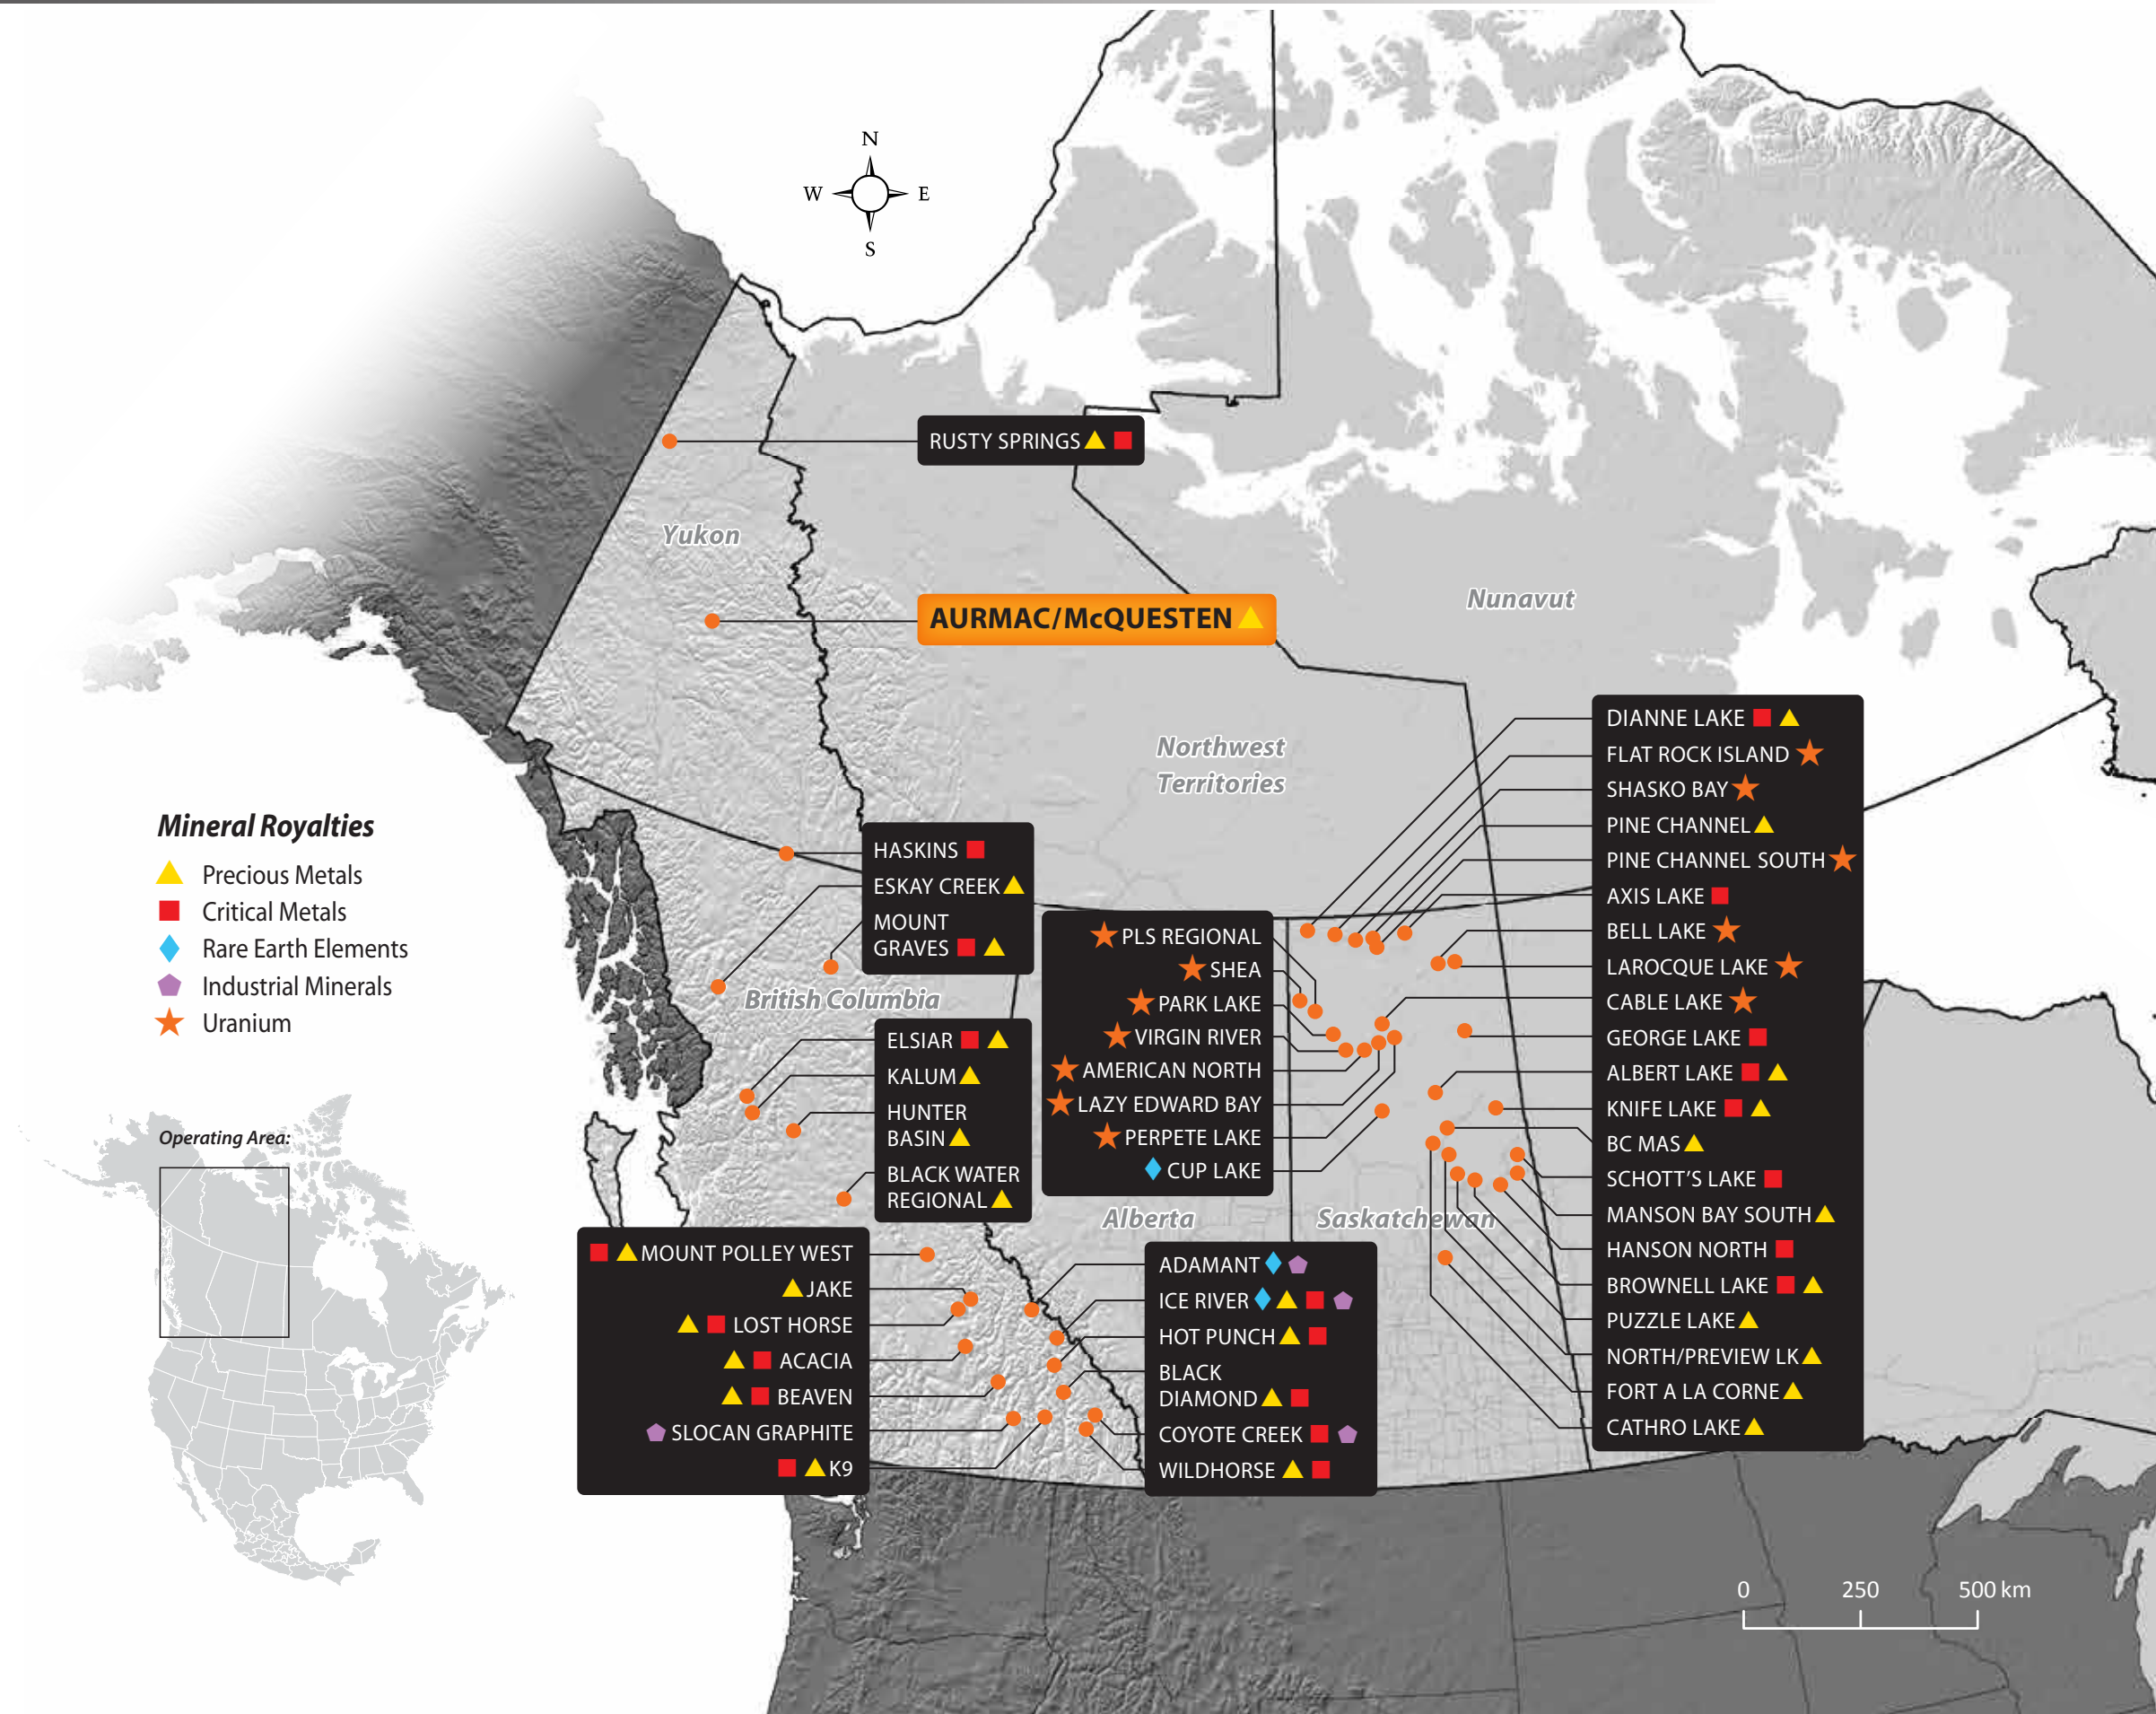 N
W E
S
RUSTY SPRINGS
Yukon
AURMAC/McQUESTEN
Nunavut
Northwest
Territories
Mineral Royalties
Precious Metals
Critical Metals
Rare Earth Elements
Industrial Minerals
Uranium
Operating Area:
HASKINS
ESKAY CREEK
MOUNT
GRAVES
British Columbia
ELSIAR
KALUM
HUNTER
BASIN
BLACK WATER
REGIONAL
MOUNT POLLEY WEST
JAKE
LOST HORSE
ACACIA
BEAVEN
SLOCAN GRAPHITE
K9
PLS REGIONAL
SHEA
PARK LAKE
VIRGIN RIVER
AMERICAN NORTH
LAZY EDWARD BAY
PERPETE LAKE
CUP LAKE
Alberta
Saskatchewan
ADAMANT
ICE RIVER
HOT PUNCH
BLACK
DIAMOND
COYOTE CREEK
WILDHORSE
DIANNE LAKE
FLAT ROCK ISLAND
SHASKO BAY
PINE CHANNEL
PINE CHANNEL SOUTH
AXIS LAKE
BELL LAKE
LAROCQUE LAKE
CABLE LAKE
GEORGE LAKE
ALBERT LAKE
KNIFE LAKE
BC MAS
SCHOTT'S LAKE
MANSON BAY SOUTH
HANSON NORTH
BROWNELL LAKE
PUZZLE LAKE
NORTH/PREVIEW LK
FORT A LA CORNE
CATHRO LAKE
0 250 500 km